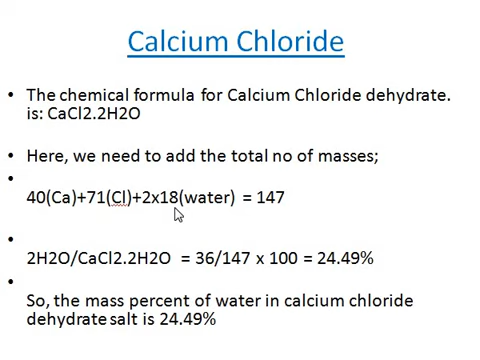 Calcium Chloride
• The chemical formula for Calcium Chloride dehydrate.
is: CaCl2.2H2O
• Here, we need to add the total no of masses;
•
40(Ca)+71(Cl)+2x18(water) = 147
•
2H2O/CaCl2.2H2O = 36/147 x 100 = 24.49%
•
So, the mass percent of water in calcium chloride
dehydrate salt is 24.49%